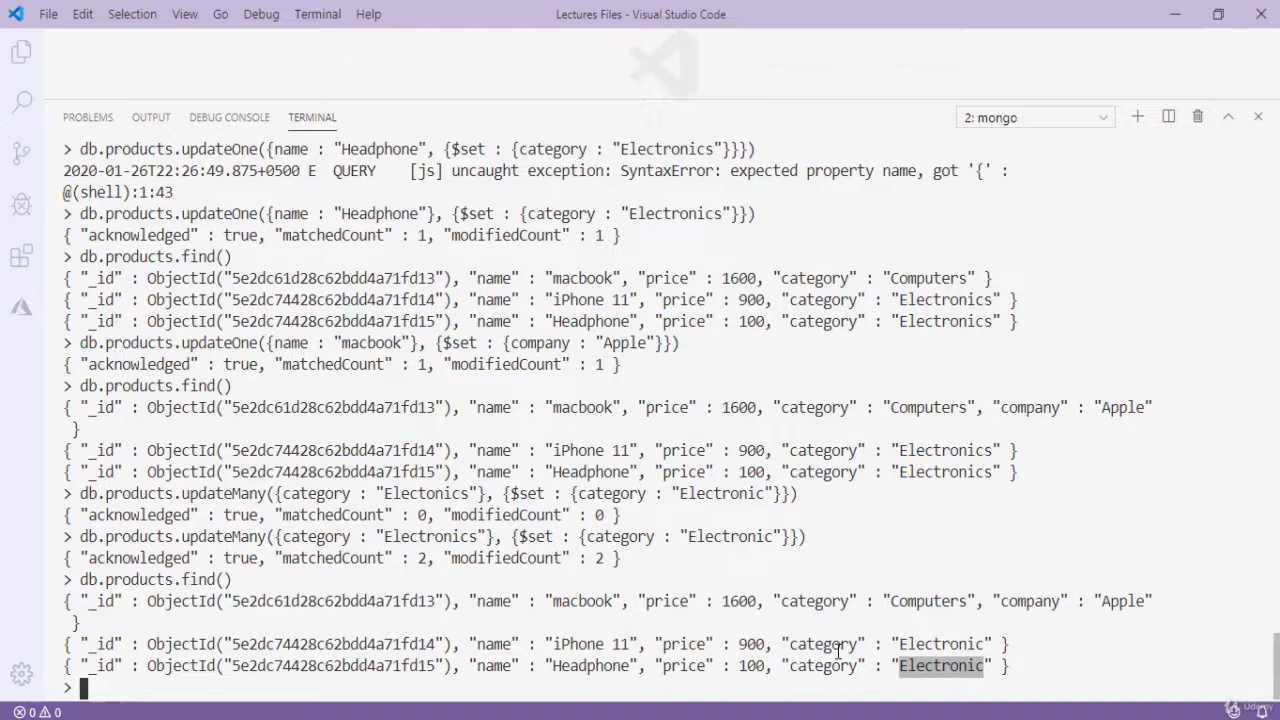 File Edit Selection View Go Debug Terminal Help Lectures Files - Visual Studio Code
PROBLEMS OUTPUT DEBUG CONSOLE TERMINAL 2: mongo
> db.products.updateOne({name : "Headphone", {$set : {category : "Electronics"}}})
2020-01-26T22:26:49.875+0500 E QUERY [js] uncaught exception: SyntaxError: expected property name, got '{' :
@(shell):1:43
> db.products.updateOne({name : "Headphone"}, {$set : {category : "Electronics"}})
{ "acknowledged" : true, "matchedCount" : 1, "modifiedCount" : 1 }
> db.products.find()
{ "_id" : ObjectId("5e2dc61d28c62bdd4a71fd13"), "name" : "macbook", "price" : 1600, "category" : "Computers" }
{ "_id" : ObjectId("5e2dc74428c62bdd4a71fd14"), "name" : "iPhone 11", "price" : 900, "category" : "Electronics" }
{ "_id" : ObjectId("5e2dc74428c62bdd4a71fd15"), "name" : "Headphone", "price" : 100, "category" : "Electronics" }
> db.products.updateOne({name : "macbook"}, {$set : {company : "Apple"}})
{ "acknowledged" : true, "matchedCount" : 1, "modifiedCount" : 1 }
> db.products.find()
{ "_id" : ObjectId("5e2dc61d28c62bdd4a71fd13"), "name" : "macbook", "price" : 1600, "category" : "Computers", "company" : "Apple"
}
{ "_id" : ObjectId("5e2dc74428c62bdd4a71fd14"), "name" : "iPhone 11", "price" : 900, "category" : "Electronics" }
{ "_id" : ObjectId("5e2dc74428c62bdd4a71fd15"), "name" : "Headphone", "price" : 100, "category" : "Electronics" }
> db.products.updateMany({category : "Electonics"}, {$set : {category : "Electronic"}})
{ "acknowledged" : true, "matchedCount" : 0, "modifiedCount" : 0 }
> db.products.updateMany({category : "Electronics"}, {$set : {category : "Electronic"}})
{ "acknowledged" : true, "matchedCount" : 2, "modifiedCount" : 2 }
> db.products.find()
{ "_id" : ObjectId("5e2dc61d28c62bdd4a71fd13"), "name" : "macbook", "price" : 1600, "category" : "Computers", "company" : "Apple"
}
{ "_id" : ObjectId("5e2dc74428c62bdd4a71fd14"), "name" : "iPhone 11", "price" : 900, "category" : "Electronic" }
{ "_id" : ObjectId("5e2dc74428c62bdd4a71fd15"), "name" : "Headphone", "price" : 100, "category" : "Electronic" }
>
0 0 Udemy